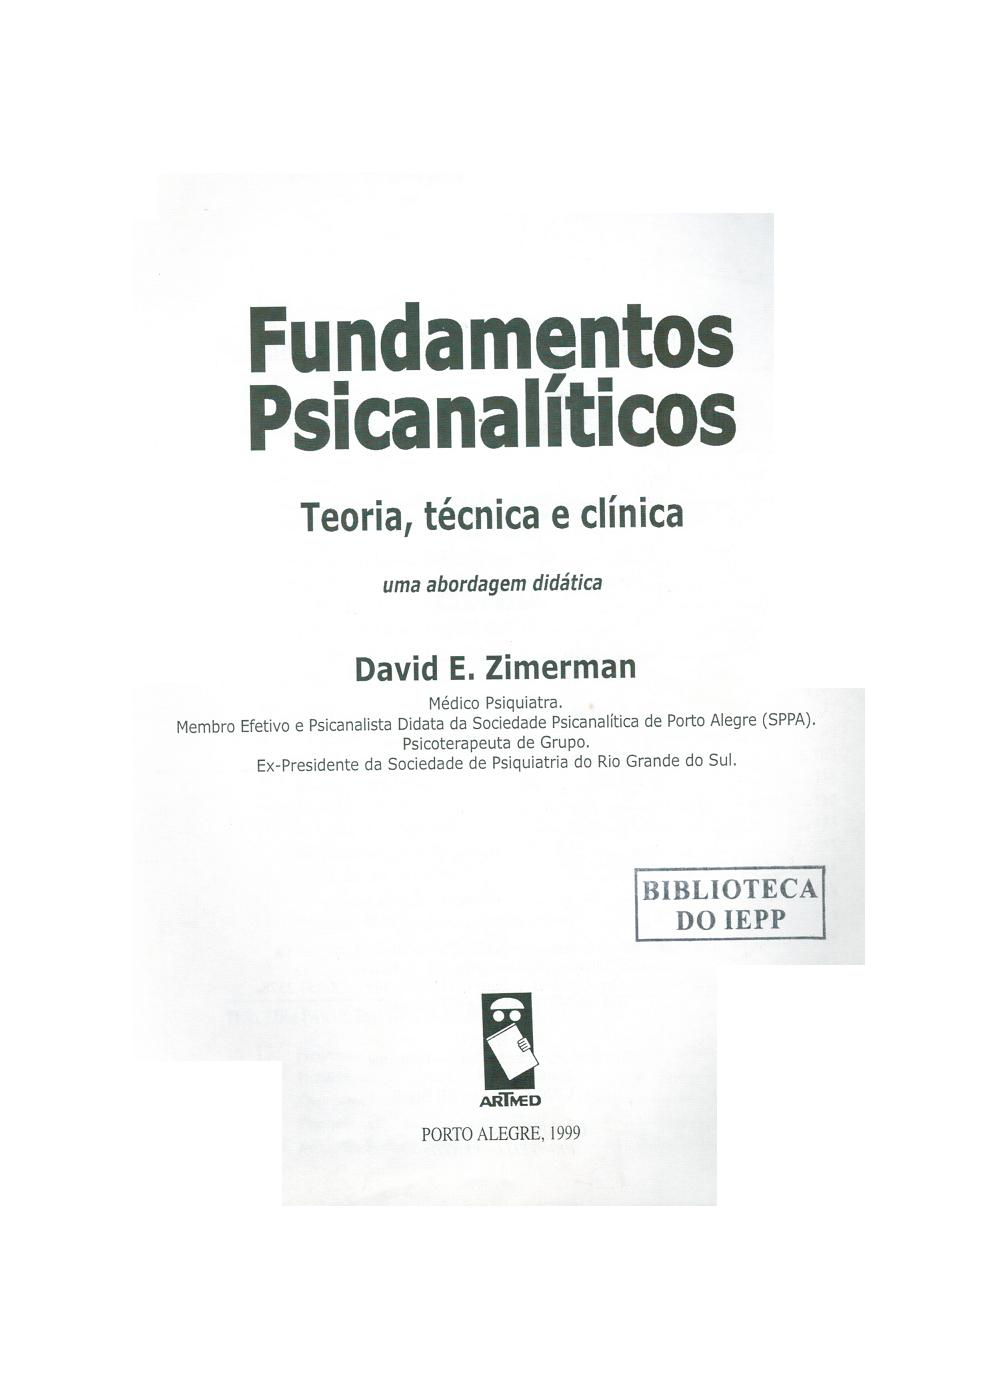 Fundamentos
Psicanalíticos
Teoria, técnica e clínica
uma abordagem didática
David E. Zimerman
Médico Psiquiatra.
Membro Efetivo e Psicanalista Didata da Sociedade Psicanalítica de Porto Alegre (SPPA).
Psicoterapeuta de Grupo.
Ex-Presidente da Sociedade de Psiquiatria do Rio Grande do Sul.
BIBLIOTECA
DO IEPP
ARTMED
PORTO ALEGRE, 1999